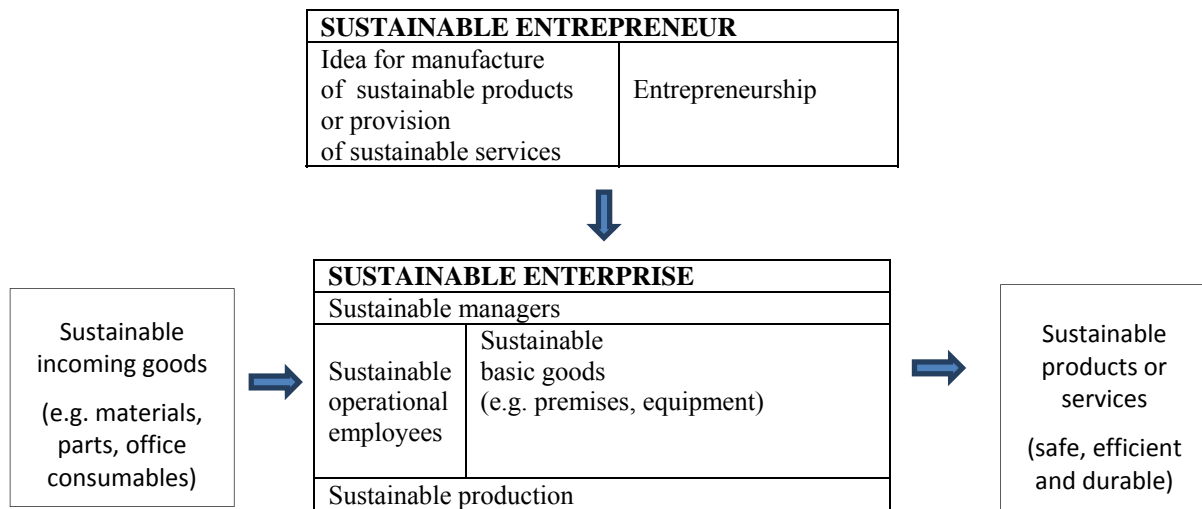 SUSTAINABLE ENTREPRENEUR
Idea for manufacture
of sustainable products
or provision
of sustainable services
Entrepreneurship
SUSTAINABLE ENTERPRISE
Sustainable managers
Sustainable
operational
employees
Sustainable
basic goods
(e.g. premises, equipment)
Sustainable production
Sustainable
incoming goods
(e.g. materials,
parts, office
consumables)
Sustainable
products or
services
(safe, efficient
and durable)